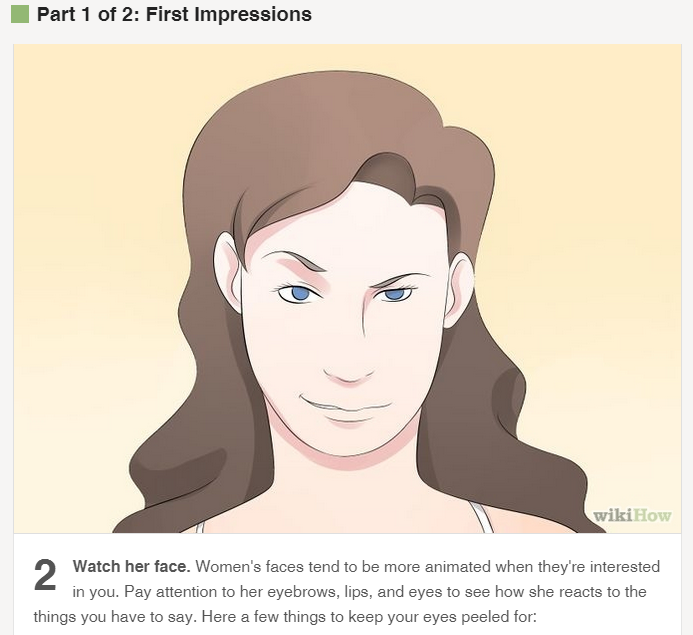 Part 1 of 2: First Impressions
wikiHow
2 Watch her face. Women's faces tend to be more animated when they're interested
in you. Pay attention to her eyebrows, lips, and eyes to see how she reacts to the
things you have to say. Here a few things to keep your eyes peeled for: